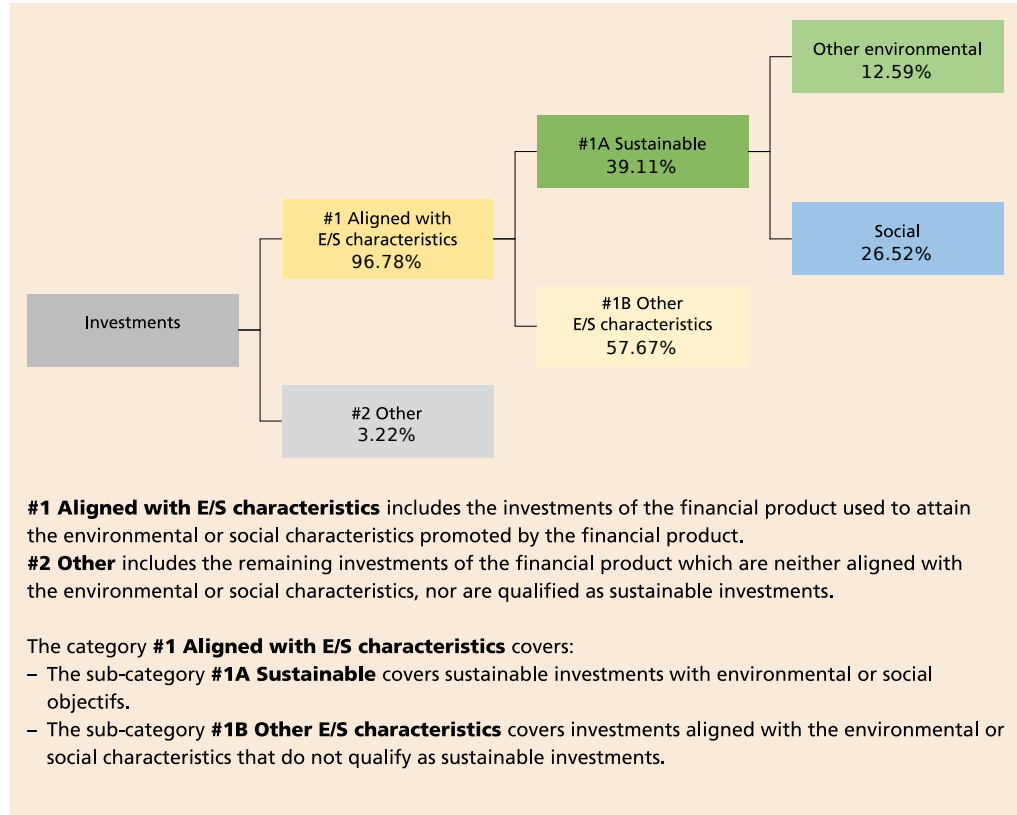 Other environmental
12.59%
#1A Sustainable
39.11%
#1 Aligned with
E/S characteristics
96.78%
Social
26.52%
#1B Other
E/S characteristics
57.67%
Investments
#2 Other
3.22%
#1 Aligned with E/S characteristics includes the investments of the financial product used to attain
the environmental or social characteristics promoted by the financial product.
#2 Other includes the remaining investments of the financial product which are neither aligned with
the environmental or social characteristics, nor are qualified as sustainable investments.
The category #1 Aligned with E/S characteristics covers:
– The sub-category #1A Sustainable covers sustainable investments with environmental or social
objectifs.
– The sub-category #1B Other E/S characteristics covers investments aligned with the environmental or
social characteristics that do not qualify as sustainable investments.